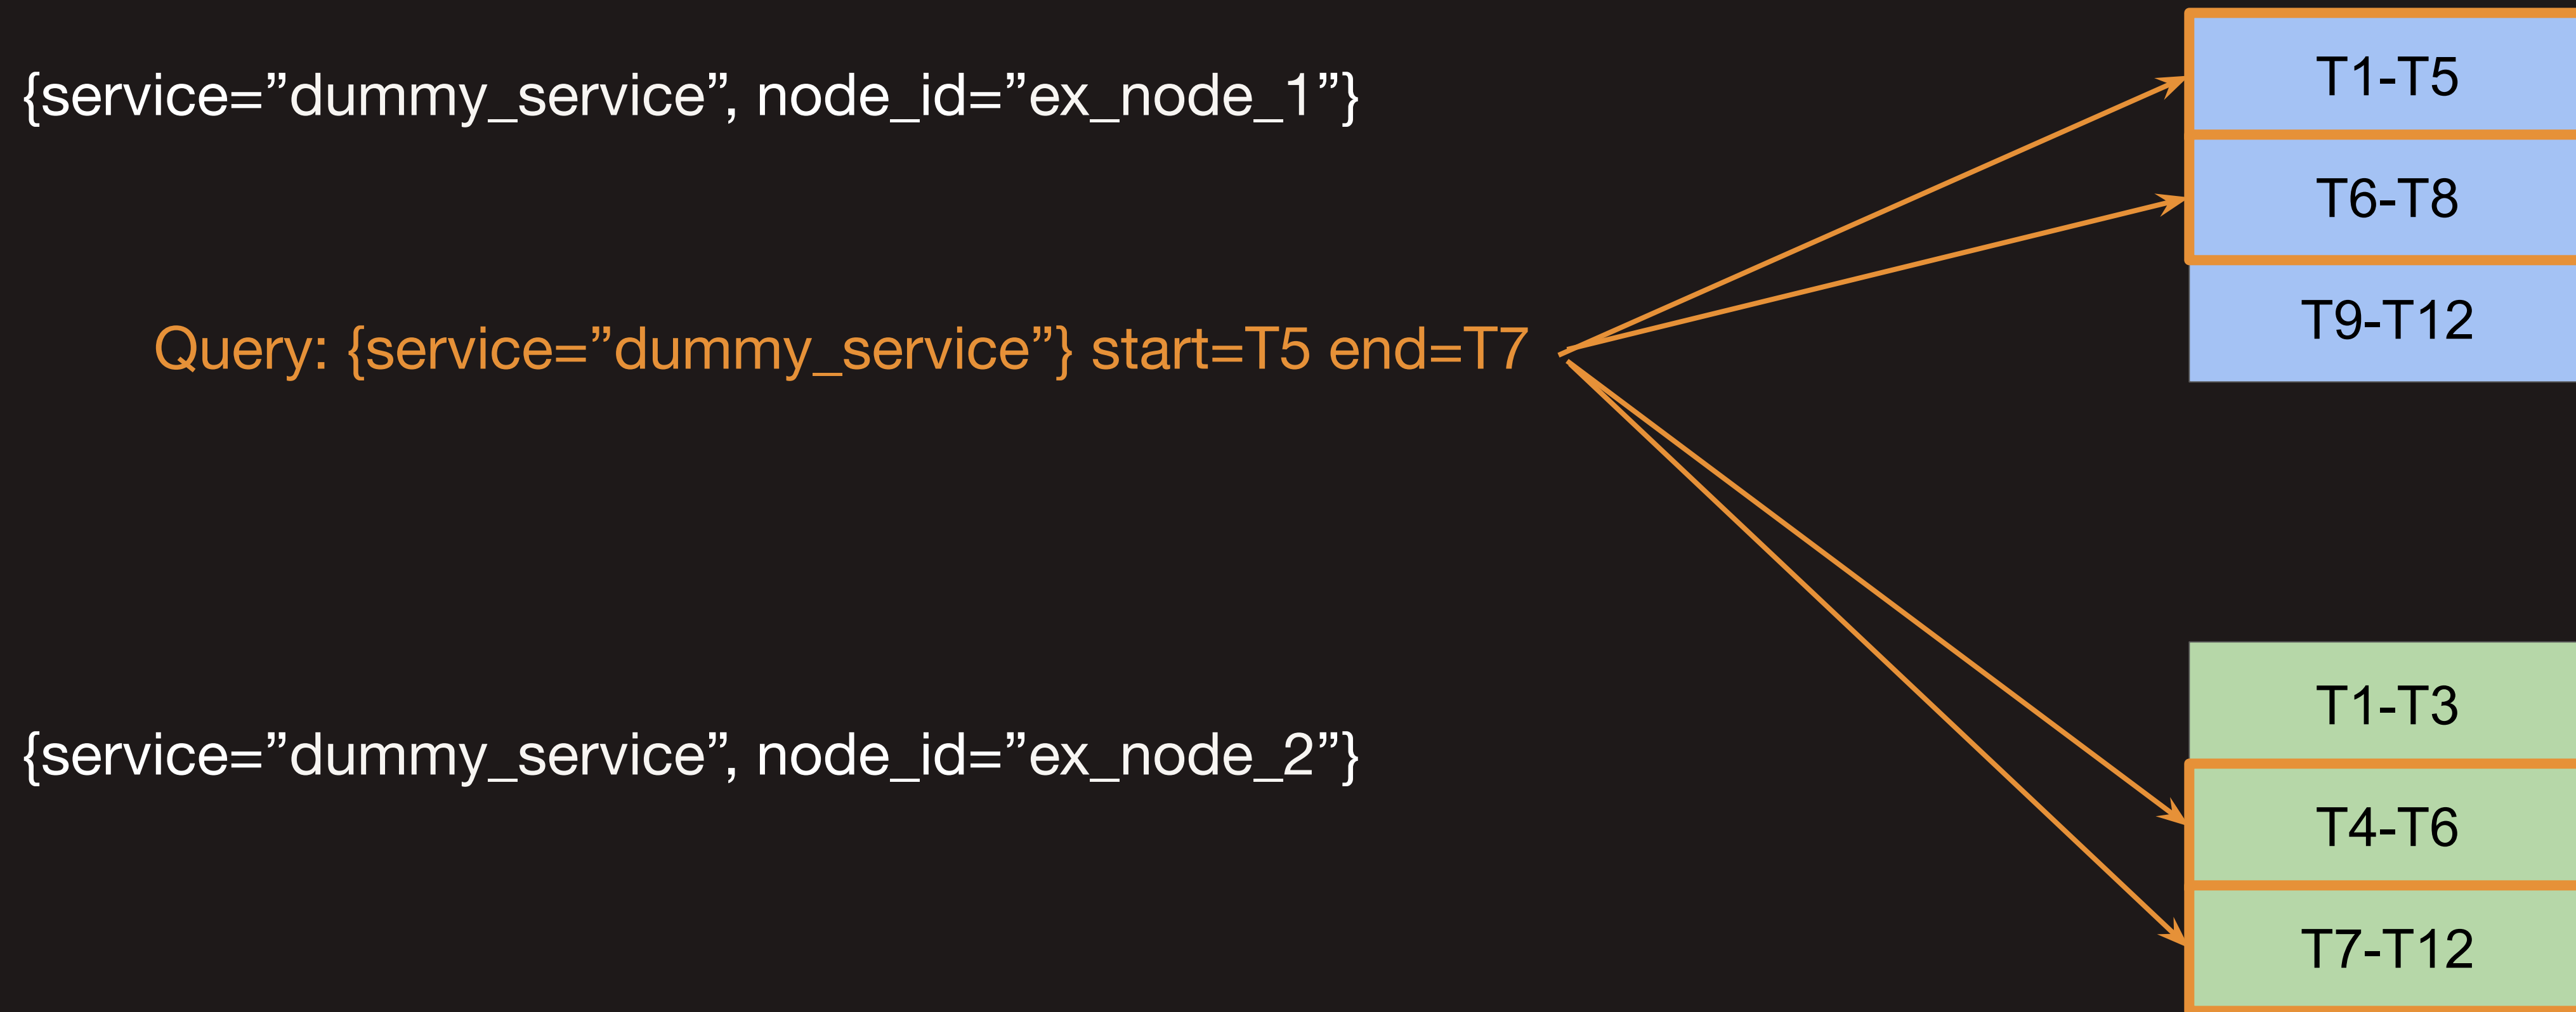 {service=”dummy_service”, node_id=”ex_node_1”}
T1-T5
T6-T8
T9-T12
Query: {service=”dummy_service”} start=T5 end=T7
{service=”dummy_service”, node_id=”ex_node_2”}
T1-T3
T4-T6
T7-T12